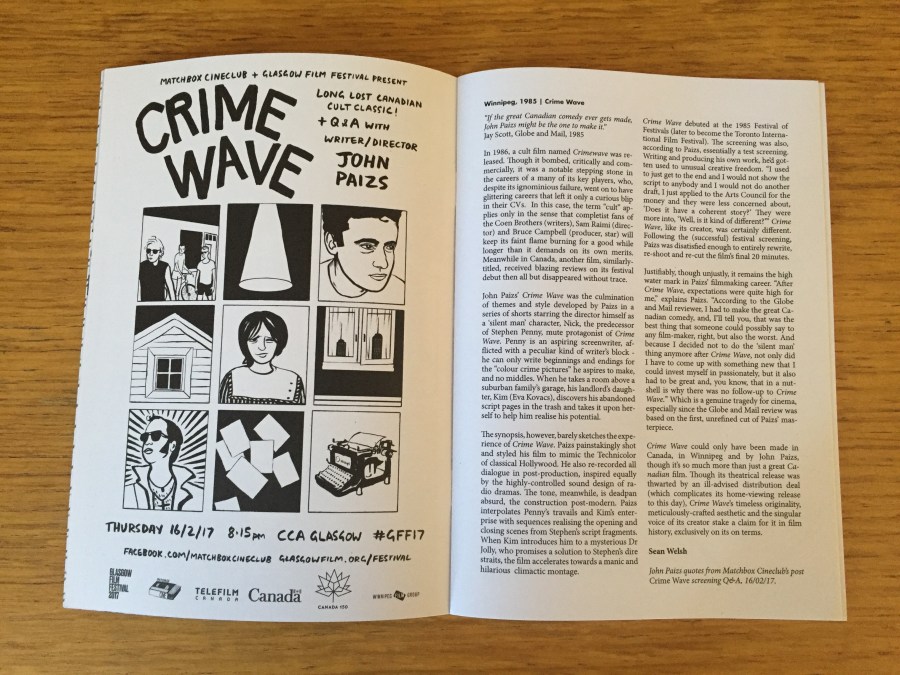 MATCHBOX CINECLUB + GLASGOW FILM FESTIVAL PRESENT
CRIME
WAVE
LONG LOST CANADIAN
CULT CLASSIC!
+ Q&A WITH
WRITER/DIRECTOR
JOHN
PAIZS
THURSDAY 16/2/17 8·15pm CCA GLASGOW #GFF17
FACEBOOK.COM/MATCHBOXCINECLUB GLASGOWFILM.ORG/FESTIVAL
GLASGOW
FILM
FESTIVAL
2017
TELEFILM
CANADA
Canada
CANADA 150
WINNIPEG FILM GROUP
Winnipeg, 1985 | Crime Wave
"If the great Canadian comedy ever gets made,
John Paizs might be the one to make it."
Jay Scott, Globe and Mail, 1985
In 1986, a cult film named Crimewave was re-
leased. Though it bombed, critically and com-
mercially, it was a notable stepping stone in
the careers of a many of its key players, who,
despite its ignominious failure, went on to have
glittering careers that left it only a curious blip
in their CVs. In this case, the term "cult" ap-
plies only in the sense that completist fans of
the Coen Brothers (writers), Sam Raimi (direc-
tor) and Bruce Campbell (producer, star) will
keep its faint flame burning for a good while
longer than it demands on its own merits.
Meanwhile in Canada, another film, similarly-
titled, received blazing reviews on its festival
debut then all but disappeared without trace.
John Paizs' Crime Wave was the culmination
of themes and style developed by Paizs in a
series of shorts starring the director himself as
a 'silent man' character, Nick, the predecessor
of Stephen Penny, mute protagonist of Crime
Wave. Penny is an aspiring screenwriter, af-
flicted with a peculiar kind of writer's block -
he can only write beginnings and endings for
the "colour crime pictures" he aspires to make,
and no middles. When he takes a room above a
suburban family's garage, his landlord's daugh-
ter, Kim (Eva Kovacs), discovers his abandoned
script pages in the trash and takes it upon her-
self to help him realise his potential.
The synopsis, however, barely sketches the expe-
rience of Crime Wave. Paizs painstakingly shot
and styled his film to mimic the Technicolor
of classical Hollywood. He also re-recorded all
dialogue in post-production, inspired equally
by the highly-controlled sound design of ra-
dio dramas. The tone, meanwhile, is deadpan
absurd, the construction post-modern. Paizs
interpolates Penny's travails and Kim's enter-
prise with sequences realising the opening and
closing scenes from Stephen's script fragments.
When Kim introduces him to a mysterious Dr
Jolly, who promises a solution to Stephen's dire
straits, the film accelerates towards a manic and
hilarious climactic montage.
Crime Wave debuted at the 1985 Festival of
Festivals (later to become the Toronto Interna-
tional Film Festival). The screening was also,
according to Paizs, essentially a test screening.
Writing and producing his own work, he'd got-
ten used to unusual creative freedom. "I used
to just get to the end and I would not show the
script to anybody and I would not do another
draft, I just applied to the Arts Council for the
money and they were less concerned about,
'Does it have a coherent story?' They were
more into, 'Well, is it kind of different?'" Crime
Wave, like its creator, was certainly different.
Following the (successful) festival screening,
Paizs was disatisfied enough to entirely rewrite,
re-shoot and re-cut the film's final 20 minutes.
Justifiably, though unjustly, it remains the high
water mark in Paizs' filmmaking career. "After
Crime Wave, expectations were quite high for
me," explains Paizs. "According to the Globe
and Mail reviewer, I had to make the great Ca-
nadian comedy, and, I'll tell you, that was the
best thing that someone could possibly say to
any film-maker, right, but also the worst. And
because I decided not to do the 'silent man'
thing anymore after Crime Wave, not only did
I have to come up with something new that I
could invest myself in passionately, but it also
had to be great and, you know, that in a nut-
shell is why there was no follow-up to Crime
Wave." Which is a genuine tragedy for cinema,
especially since the Globe and Mail review was
based on the first, unrefined cut of Paizs' mas-
terpiece.
Crime Wave could only have been made in
Canada, in Winnipeg and by John Paizs,
though it's so much more than just a great Ca-
nadian film. Though its theatrical release was
thwarted by an ill-advised distribution deal
(which complicates its home-viewing release
to this day), Crime Wave's timeless originality,
meticulously-crafted aesthetic and the singular
voice of its creator stake a claim for it in film
history, exclusively on its on terms.
Sean Welsh
John Paizs quotes from Matchbox Cineclub's post
Crime Wave screening Q&A, 16/02/17.